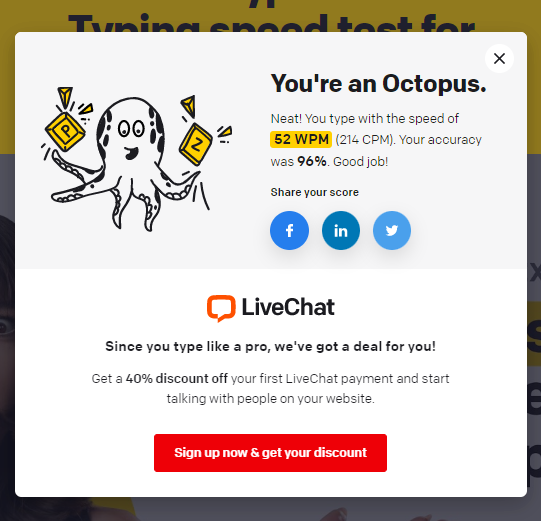 Typing speed test for
You're an Octopus.
Neat! You type with the speed of
52 WPM (214 CPM). Your accuracy
was 96%. Good job!
Share your score
P
Z
LiveChat
Since you type like a pro, we've got a deal for you!
Get a 40% discount off your first LiveChat payment and start
talking with people on your website.
Sign up now & get your discount